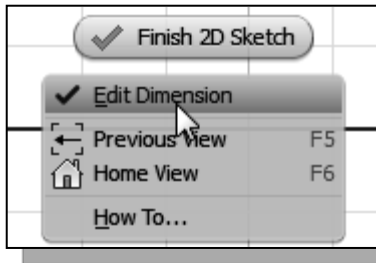 Finish 2D Sketch
Edit Dimension
Previous View F5
Home View F6
How To...